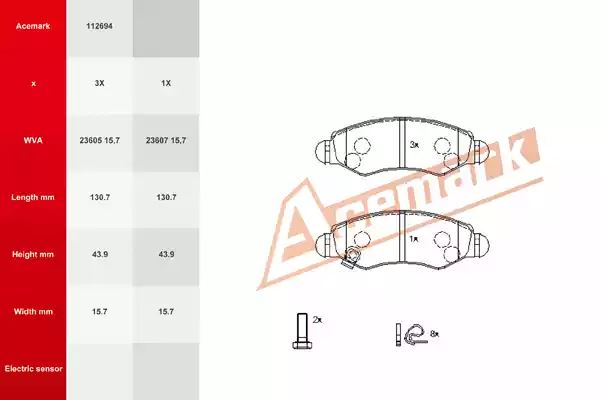 Acemark 112694
x 3X 1X
WVA 23605 15,7 23607 15,7
Length mm 130.7 130.7
Height mm 43.9 43.9
Width mm 15.7 15.7
Electric sensor
Acemark
3x
1x
2x
8x